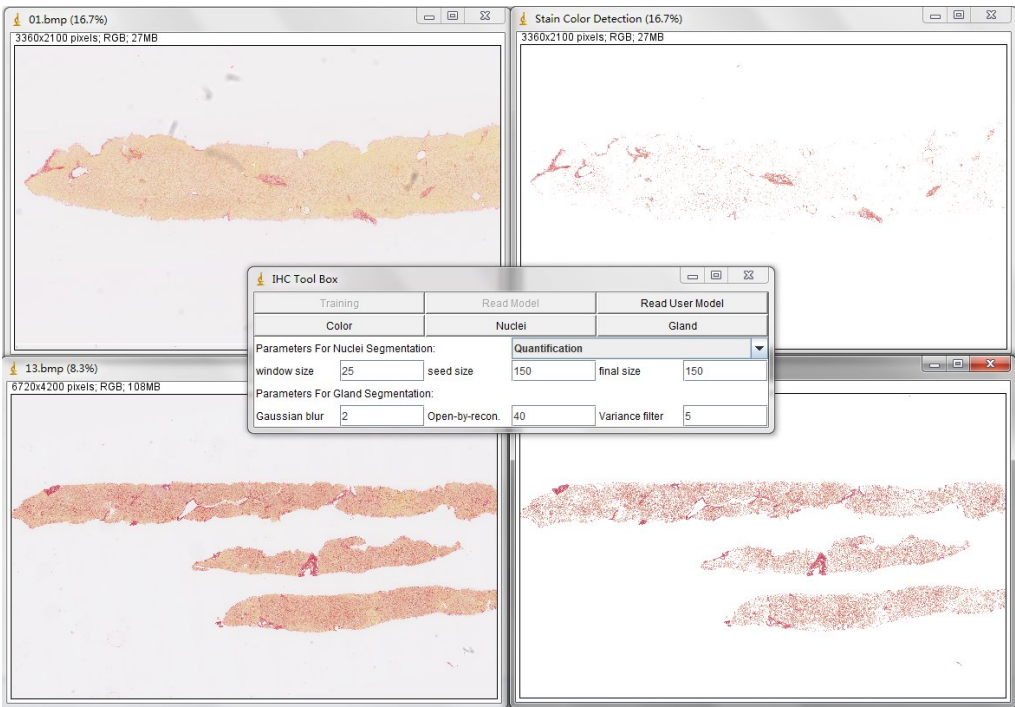 01.bmp (16.7%)
3360x2100 pixels; RGB; 27MB
Stain Color Detection (16.7%)
3360x2100 pixels; RGB; 27MB
IHC Tool Box
Training Read Model Read User Model
Color Nuclei Gland
Parameters For Nuclei Segmentation: Quantification
window size 25 seed size 150 final size 150
Parameters For Gland Segmentation:
Gaussian blur 2 Open-by-recon. 40 Variance filter 5
13.bmp (8.3%)
6720x4200 pixels; RGB; 108MB